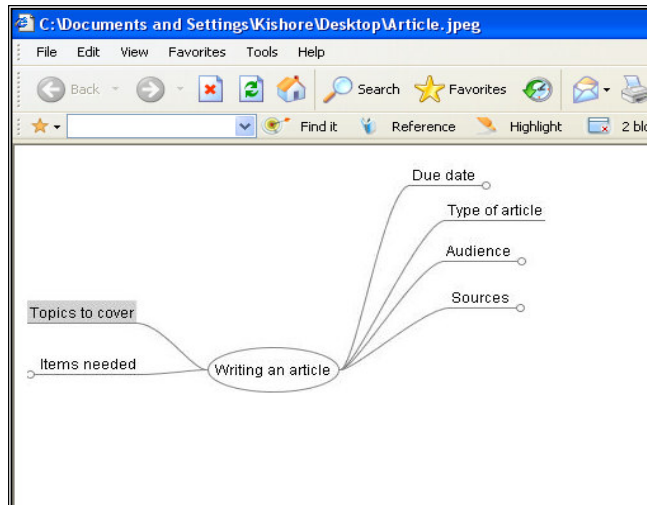 C:\Documents and Settings\Kishore\Desktop\Article.jpeg
File Edit View Favorites Tools Help
Back Search Favorites
Find it Reference Highlight 2 blo
Due date
Type of article
Audience
Sources
Topics to cover
Items needed
Writing an article